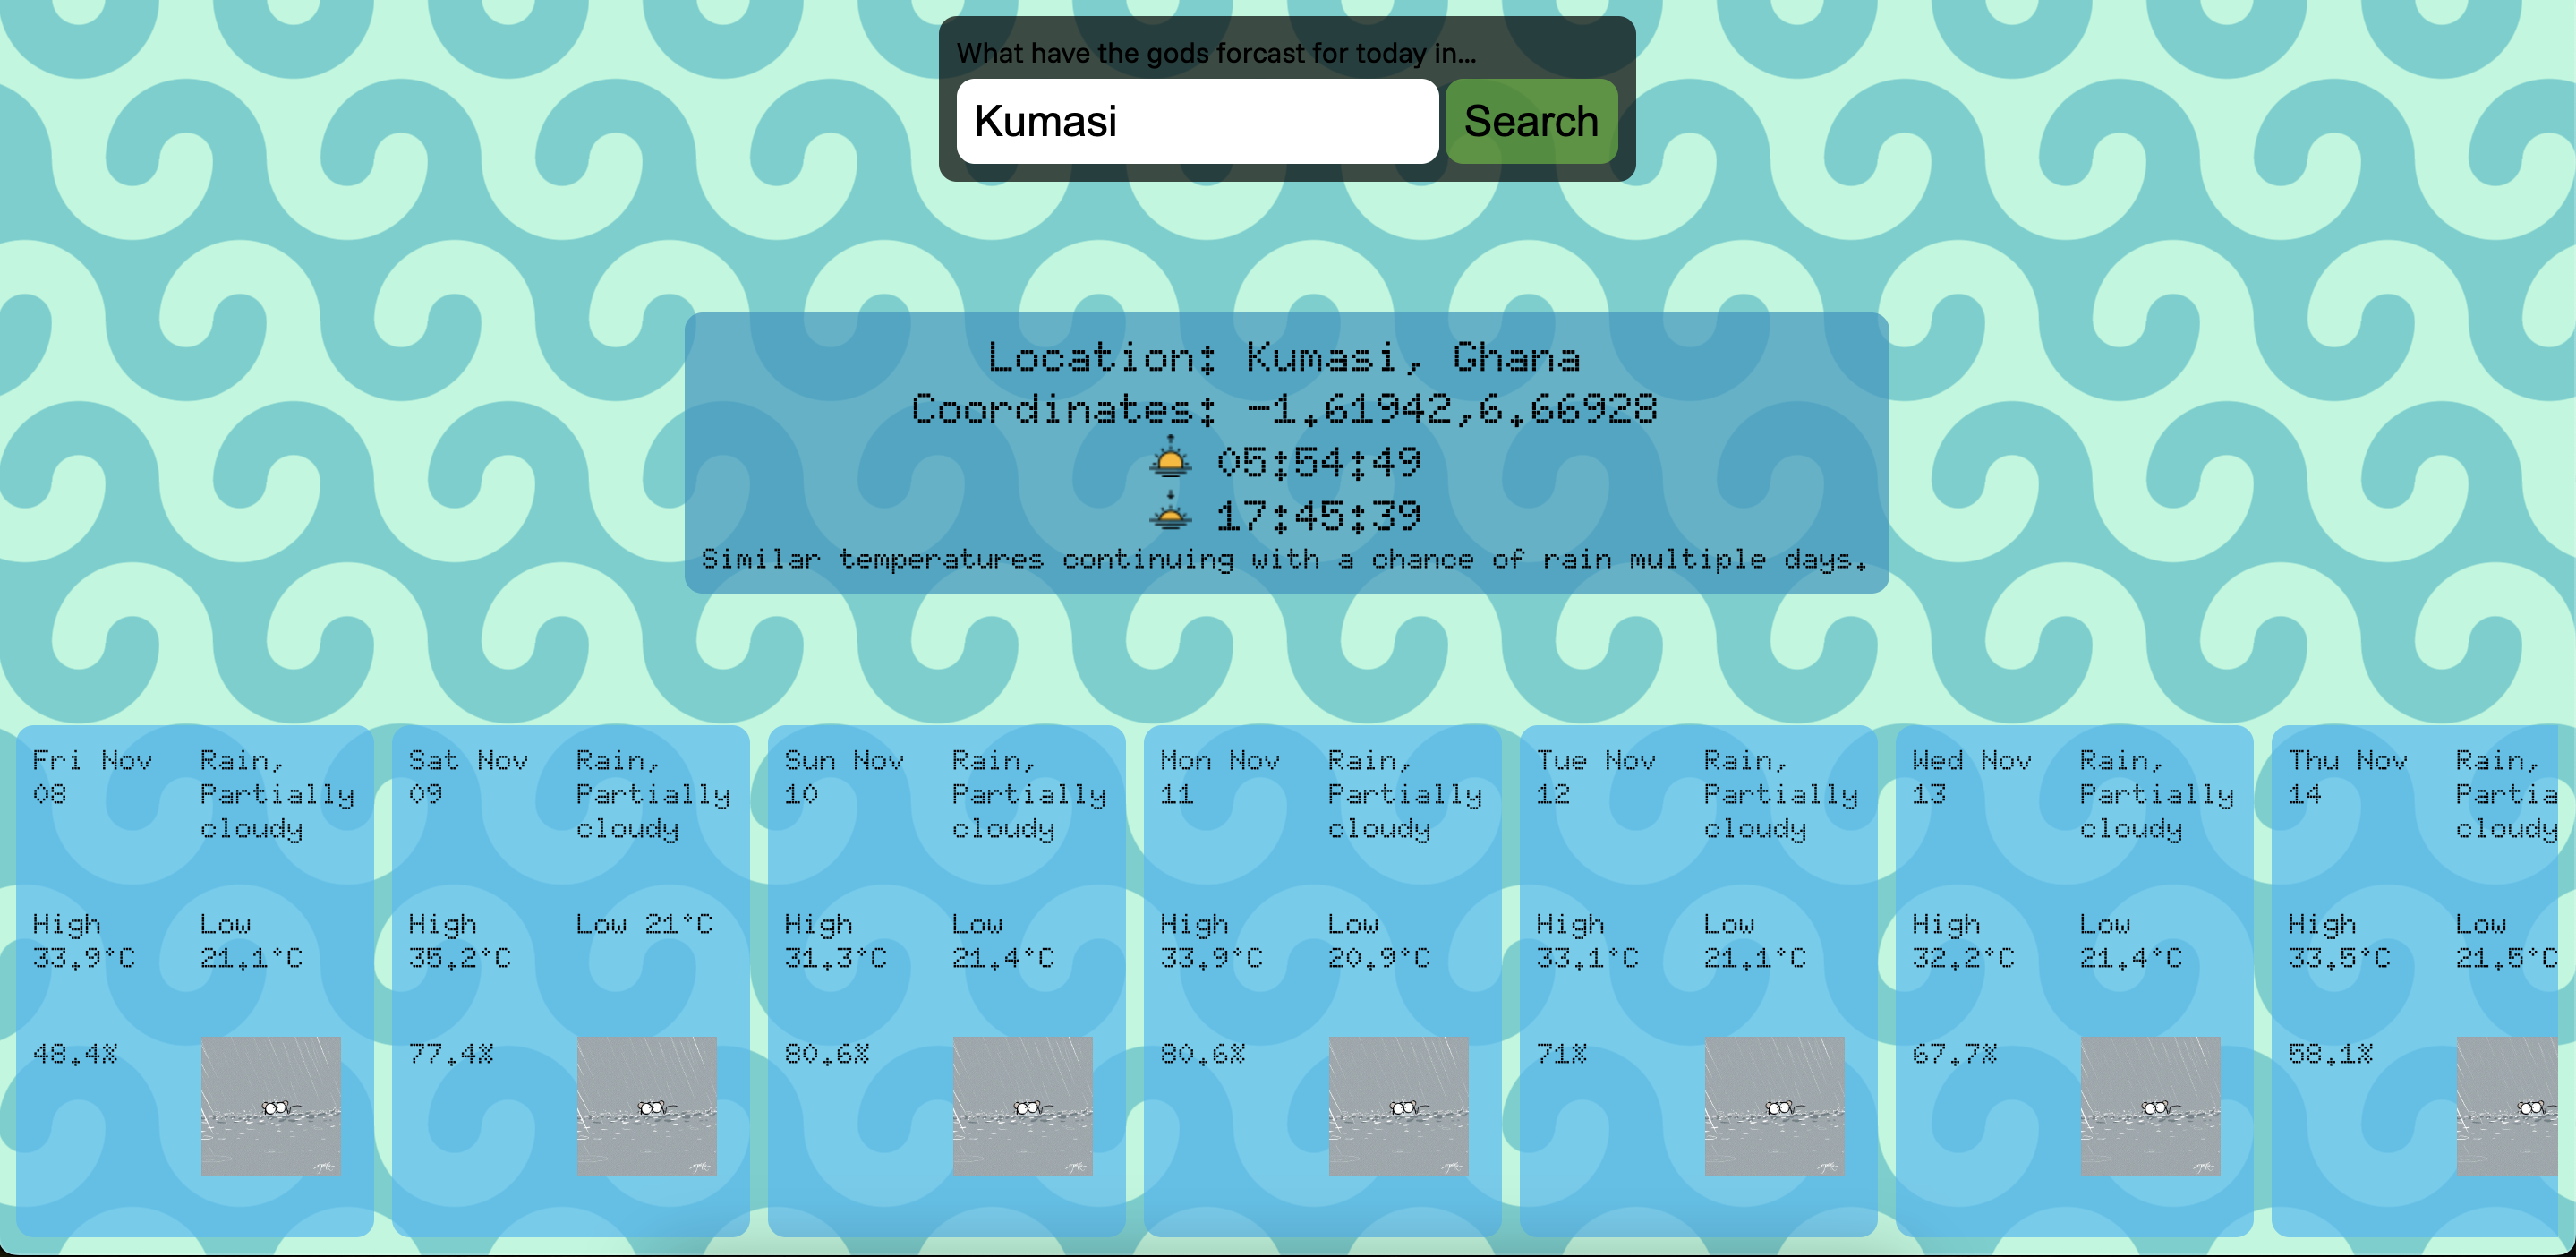 What have the gods forcast for today in...
Kumasi
Search
Location: Kumasi, Ghana
Coordinates: -1.61942,6.66928
05:54:49
17:45:39
Similar temperatures continuing with a chance of rain multiple days.
Fri Nov
08
Rain,
Partially
cloudy
High
33.9°C
Low
21.1°C
48.4%
Sat Nov
09
Rain,
Partially
cloudy
High
35.2°C
Low 21°C
77.4%
Sun Nov
10
Rain,
Partially
cloudy
High
31.3°C
Low
21.4°C
80.6%
Mon Nov
11
Rain,
Partially
cloudy
High
33.9°C
Low
20.9°C
80.6%
Tue Nov
12
Rain,
Partially
cloudy
High
33.1°C
Low
21.1°C
71%
Wed Nov
13
Rain,
Partially
cloudy
High
32.2°C
Low
21.4°C
67.7%
Thu Nov
14
Rain,
Partia
cloudy
High
33.5°C
Low
21.5°C
58.1%